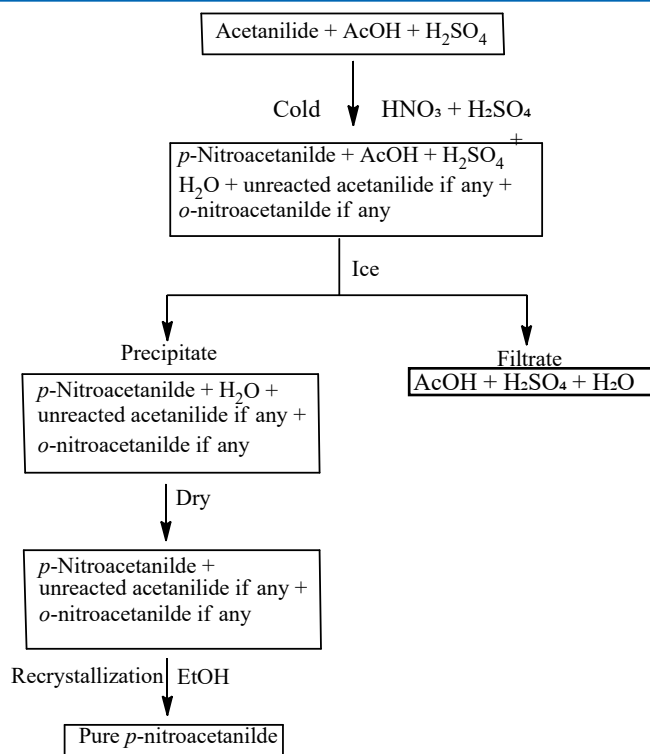 Acetanilide + AcOH + H₂SO₄
Cold HNO₃ + H₂SO₄
p-Nitroacetanilde + AcOH + H₂SO₄ +
H₂O + unreacted acetanilide if any +
o-nitroacetanilde if any
Ice
Precipitate
Filtrate
p-Nitroacetanilde + H₂O +
unreacted acetanilide if any +
o-nitroacetanilde if any
AcOH + H₂SO₄ + H₂O
Dry
p-Nitroacetanilde +
unreacted acetanilide if any +
o-nitroacetanilde if any
Recrystallization EtOH
Pure p-nitroacetanilde